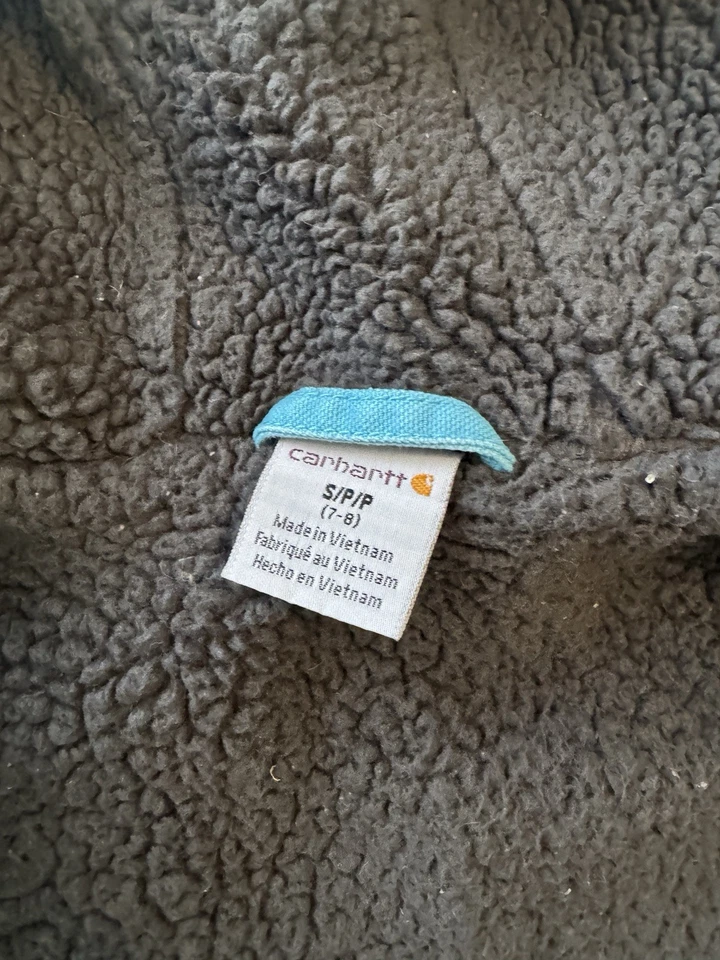 carhartt
S/P/P
(7-8)
Made in Vietnam
Fabriqué au Vietnam
Hecho en Vietnam